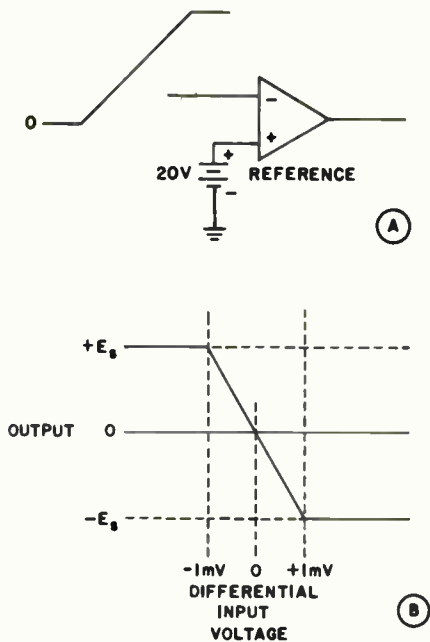 0
-
+
+
20V
REFERENCE
-
A
+Es
OUTPUT 0
-Es
-1mV 0 +1mV
DIFFERENTIAL
INPUT
VOLTAGE
B